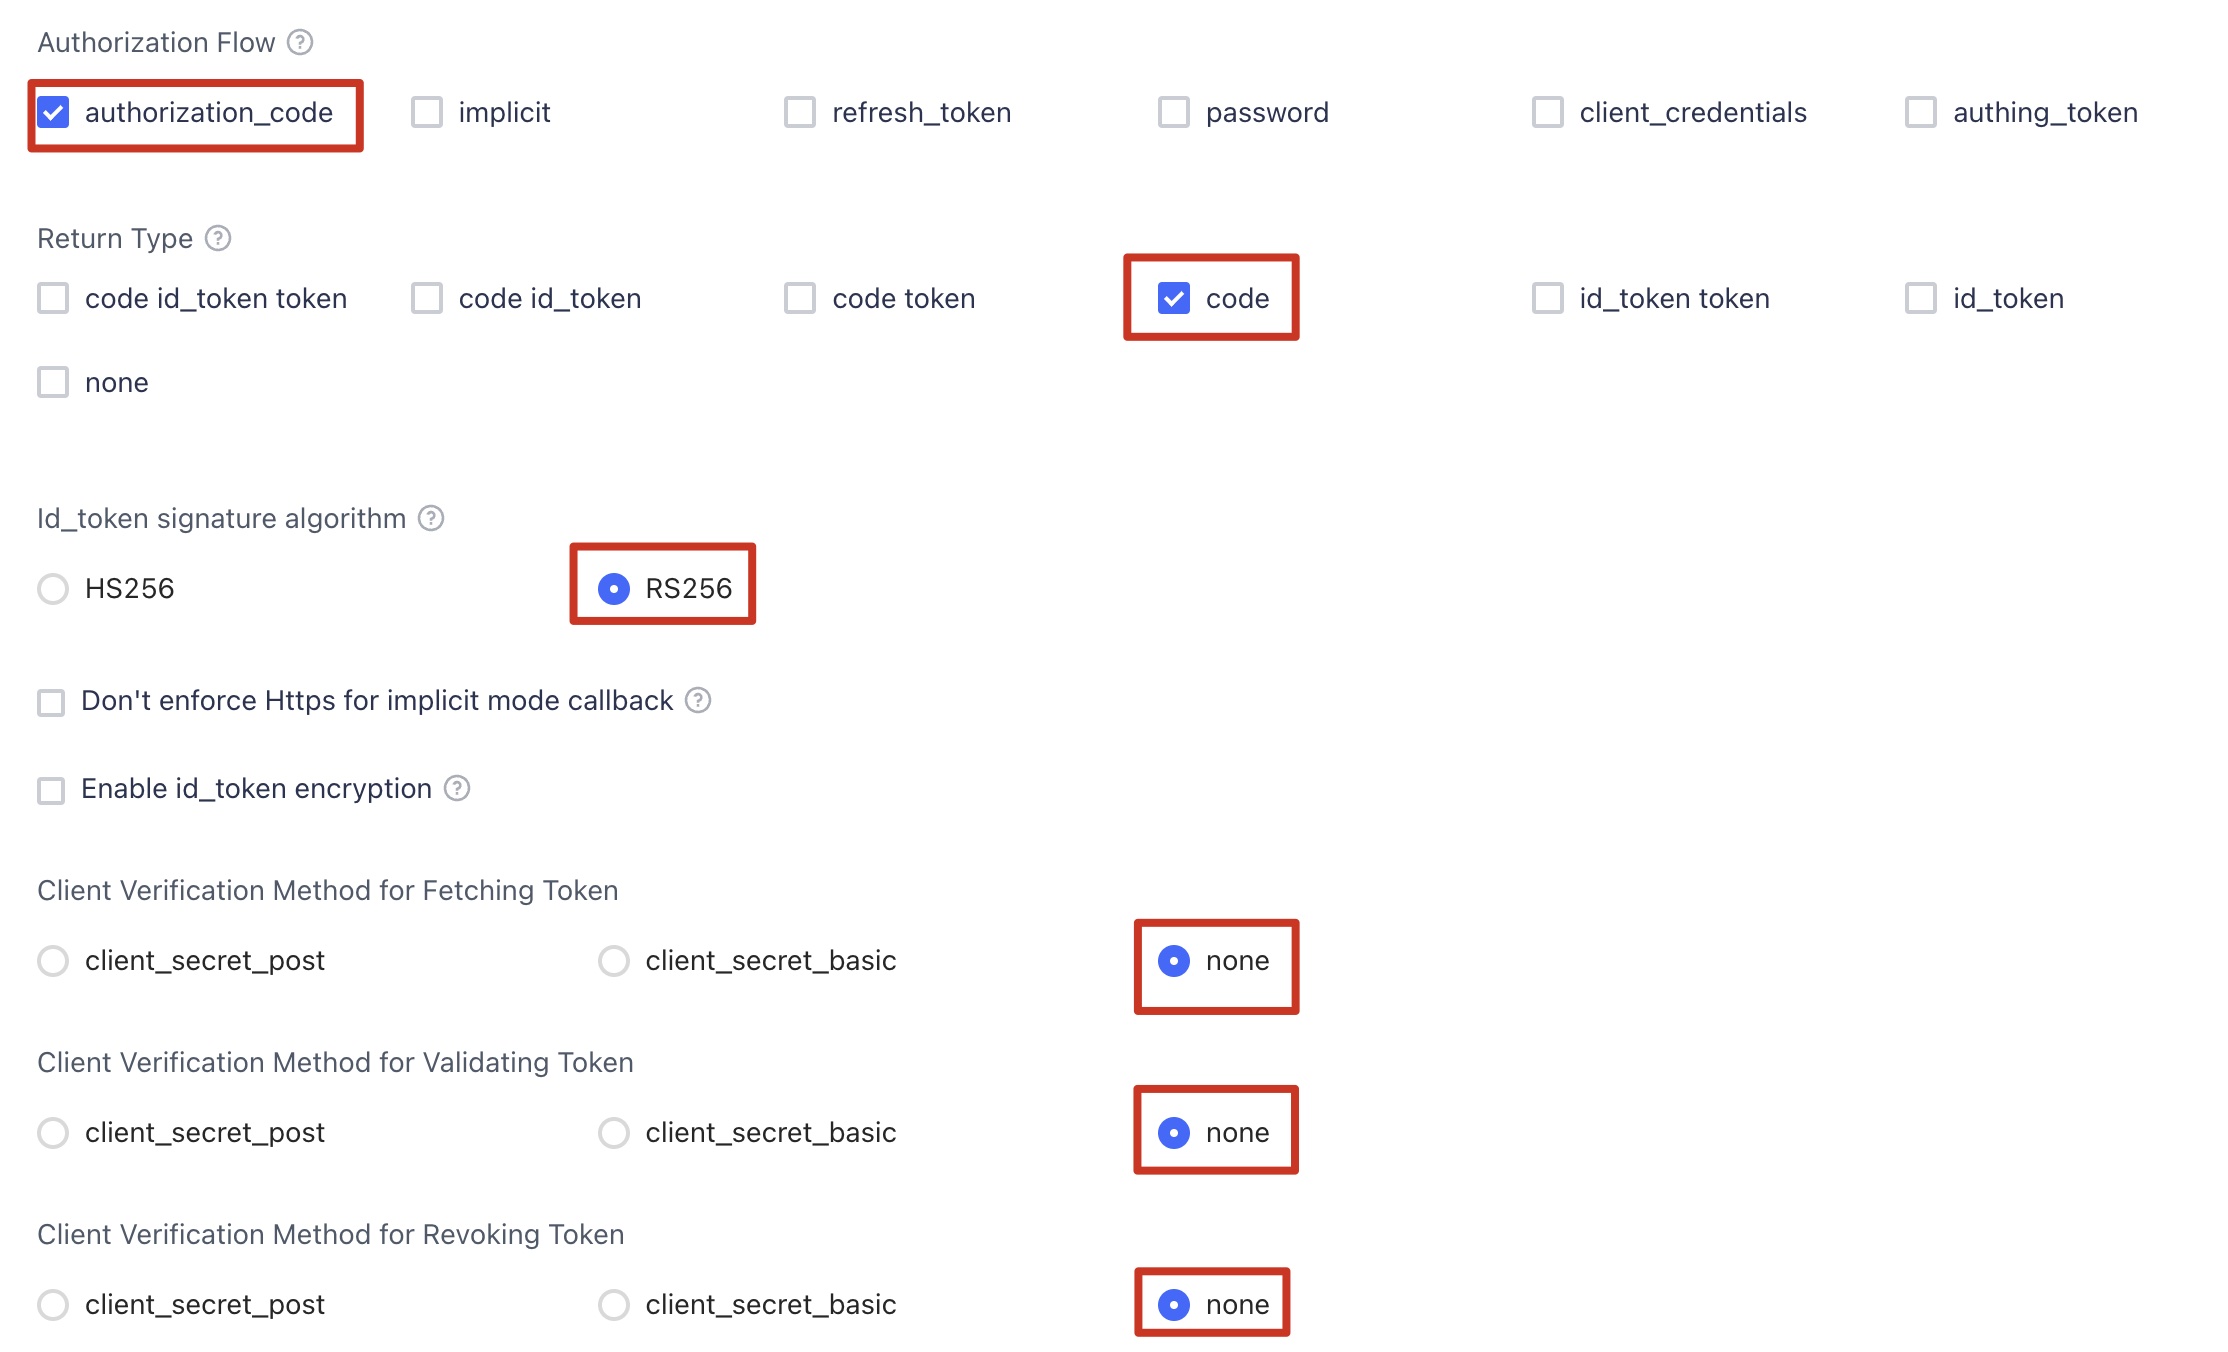 Authorization Flow ?
authorization_code implicit refresh_token password client_credentials authing_token
Return Type ?
code id_token token code id_token code token code id_token token id_token
none
Id_token signature algorithm ?
HS256 RS256
Don't enforce Https for implicit mode callback ?
Enable id_token encryption ?
Client Verification Method for Fetching Token
client_secret_post client_secret_basic none
Client Verification Method for Validating Token
client_secret_post client_secret_basic none
Client Verification Method for Revoking Token
client_secret_post client_secret_basic none